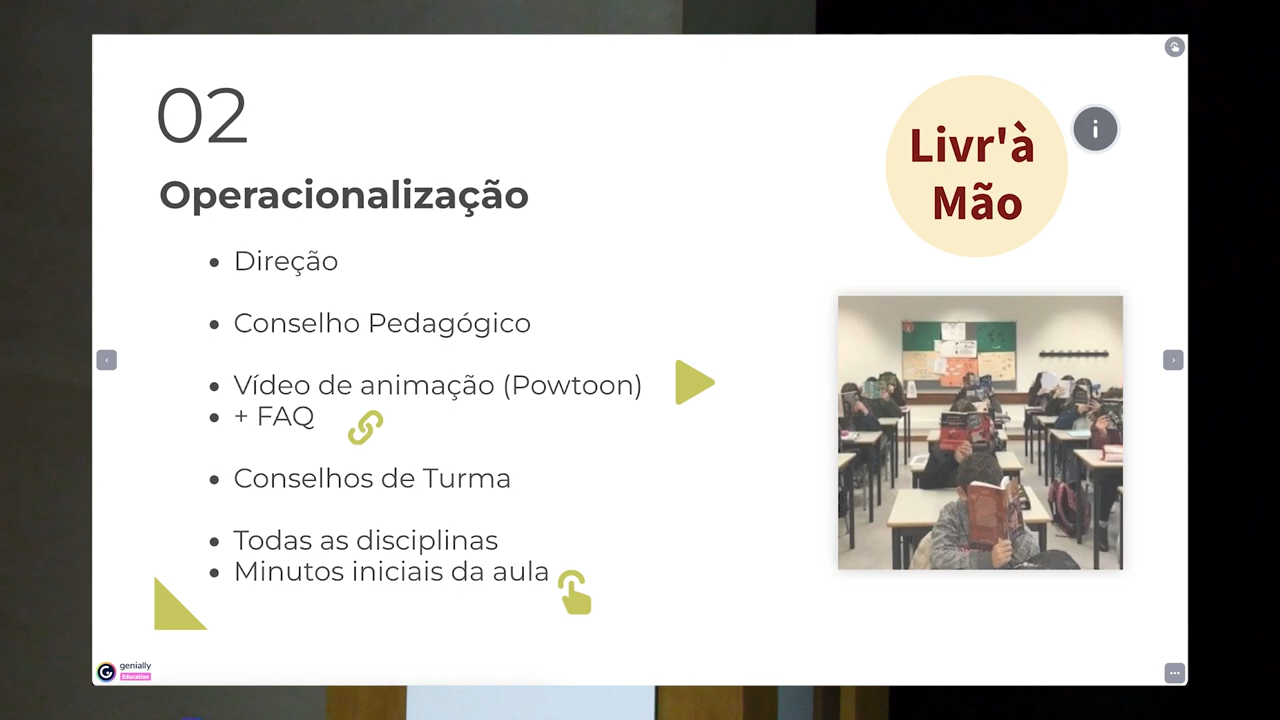 02
Operacionalização
Direção
Conselho Pedagógico
Vídeo de animação (Powtoon)
+ FAQ
Conselhos de Turma
Todas as disciplinas
Minutos iniciais da aula
Livr'à
Mão
i
genially
Education